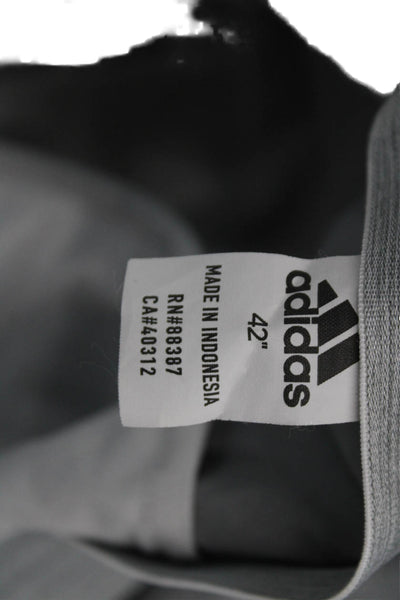 adidas
42"
MADE IN INDONESIA
RN#88387
CA#40312